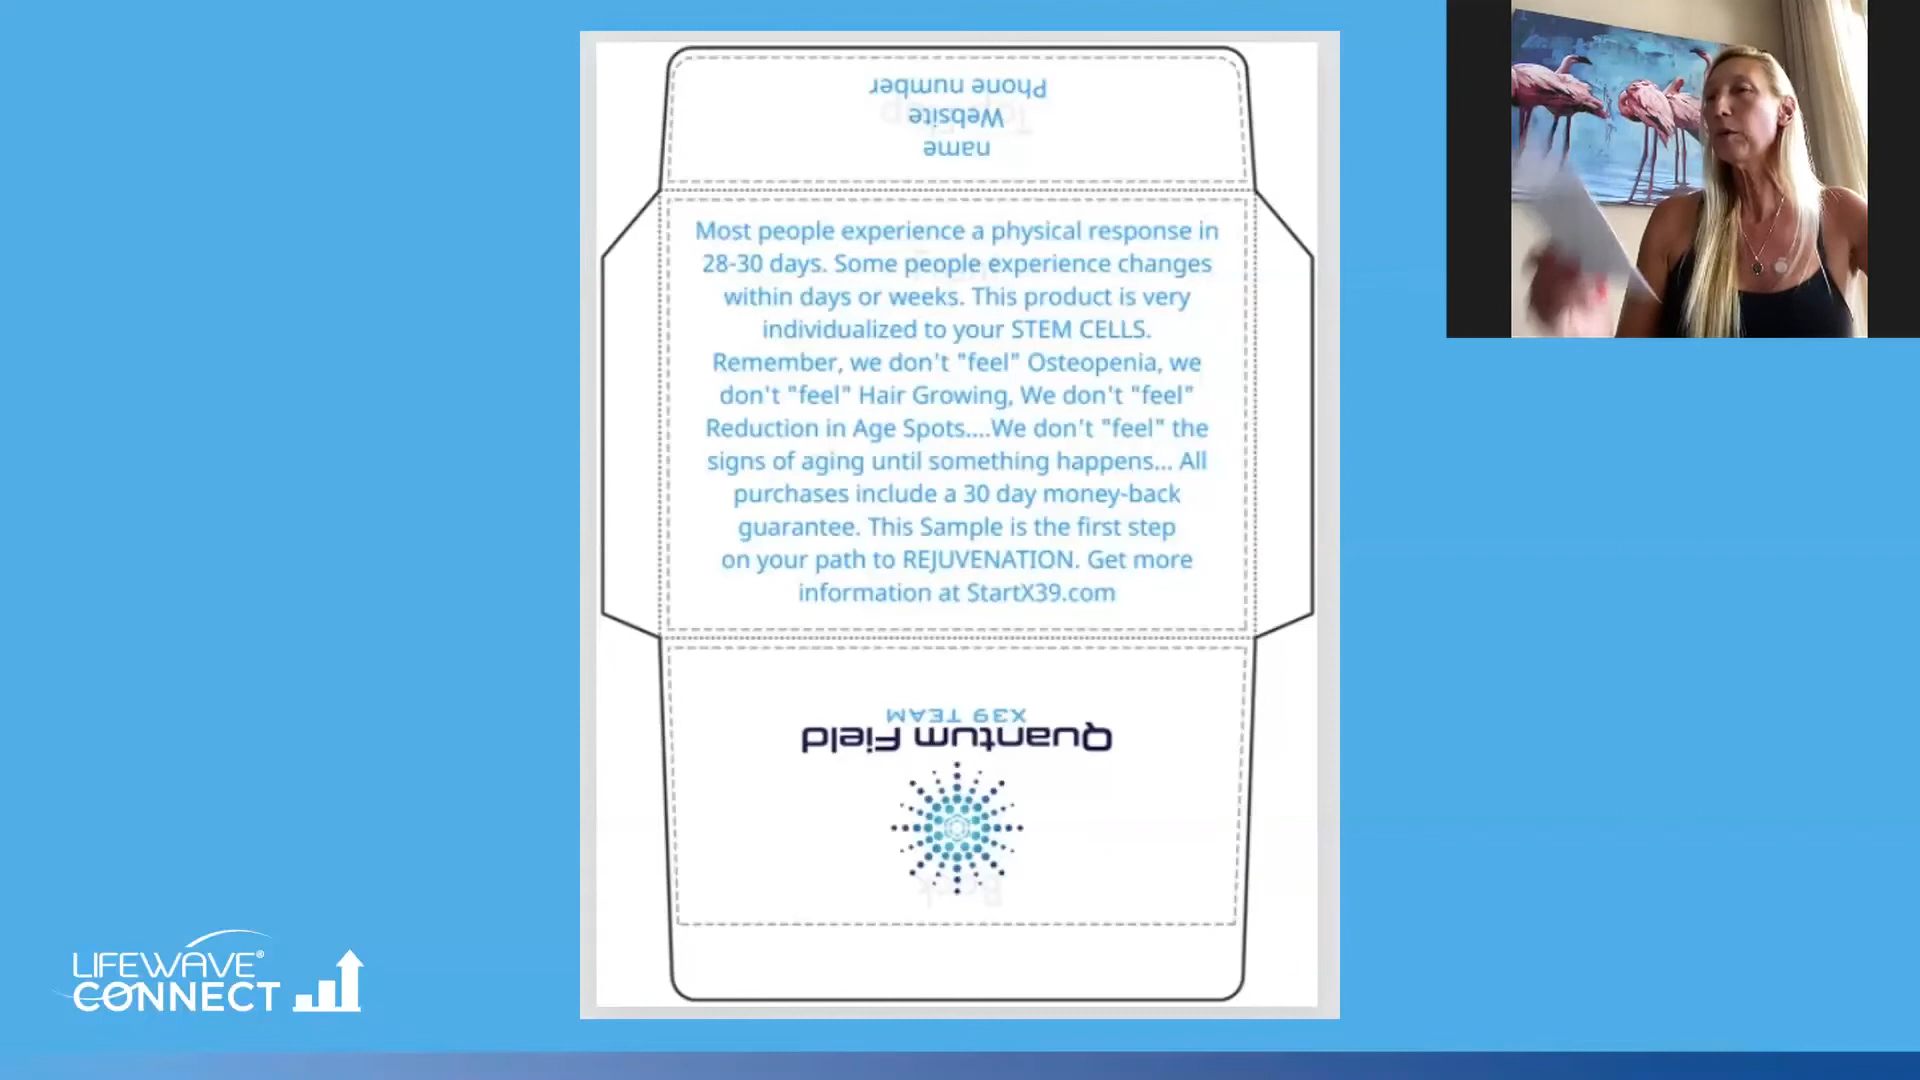 Phone number
Website
name
Most people experience a physical response in
28-30 days. Some people experience changes
within days or weeks. This product is very
individualized to your STEM CELLS.
Remember, we don't "feel" Osteopenia, we
don't "feel" Hair Growing, We don't "feel"
Reduction in Age Spots....We don't "feel" the
signs of aging until something happens... All
purchases include a 30 day money-back
guarantee. This Sample is the first step
on your path to REJUVENATION. Get more
information at StartX39.com
X39 TEAM
Quantum Field
Back
LIFEWAVE®
CONNECT